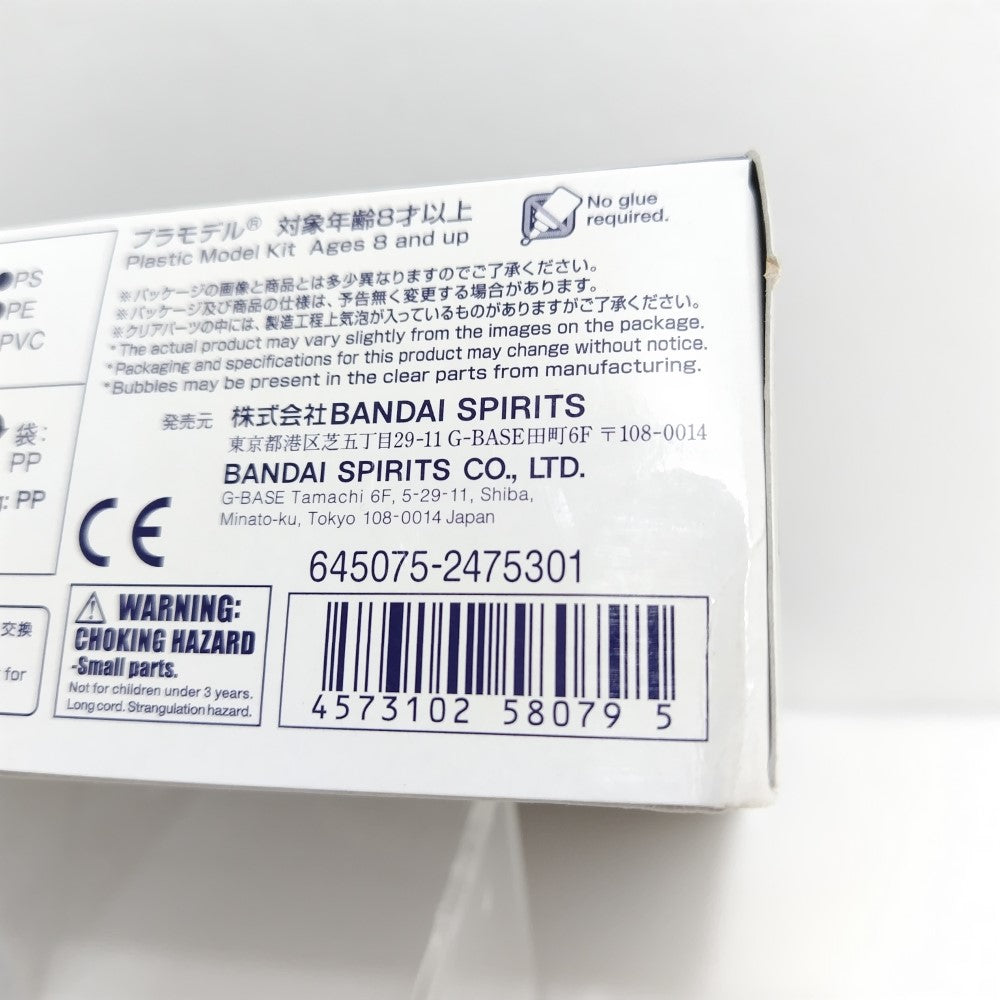 プラモデル® 対象年齢8才以上
Plastic Model Kit Ages 8 and up
No glue
required.
※パッケージの画像と商品とは多少異なりますのでご了承ください。
※パッケージ及び商品の仕様は、予告無く変更する場合があります。
※クリアパーツの中には、製造工程上気泡が入っているものがありますがご了承ください。
*The actual product may vary slightly from the images on the package.
*Packaging and specifications for this product may change without notice.
*Bubbles may be present in the clear parts from manufacturing.
PS
PE
PVC
袋:
PP
: PP
発売元 株式会社BANDAI SPIRITS
東京都港区芝五丁目29-11 G-BASE田町6F 〒108-0014
BANDAI SPIRITS CO., LTD.
G-BASE Tamachi 6F, 5-29-11, Shiba,
Minato-ku, Tokyo 108-0014 Japan
CE
645075-2475301
交換
for
WARNING:
CHOKING HAZARD
-Small parts.
Not for children under 3 years.
Long cord. Strangulation hazard.
4573102 58079 5